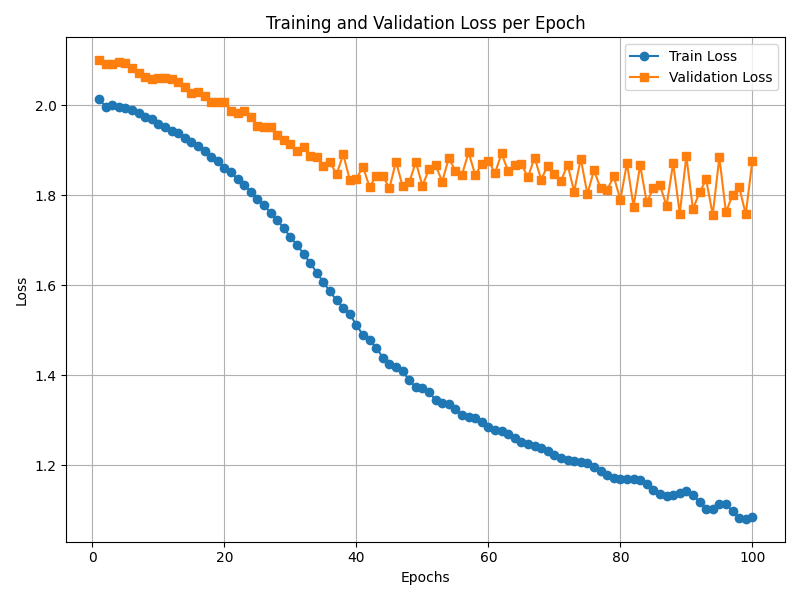 Training and Validation Loss per Epoch
Train Loss
Validation Loss
2.0
1.8
1.6
1.4
1.2
Loss
0 20 40 60 80 100
Epochs